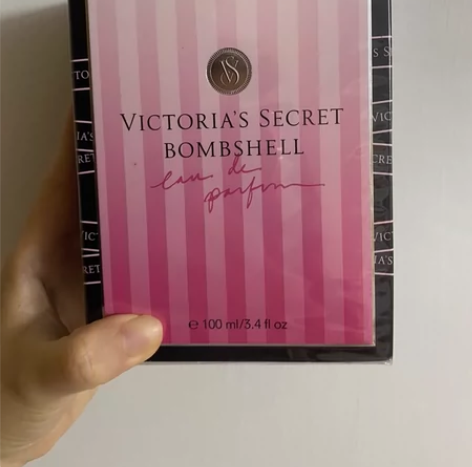 VS
VICTORIA'S SECRET
BOMBSHELL
eau de
parfum
℮ 100 ml/3.4 fl oz